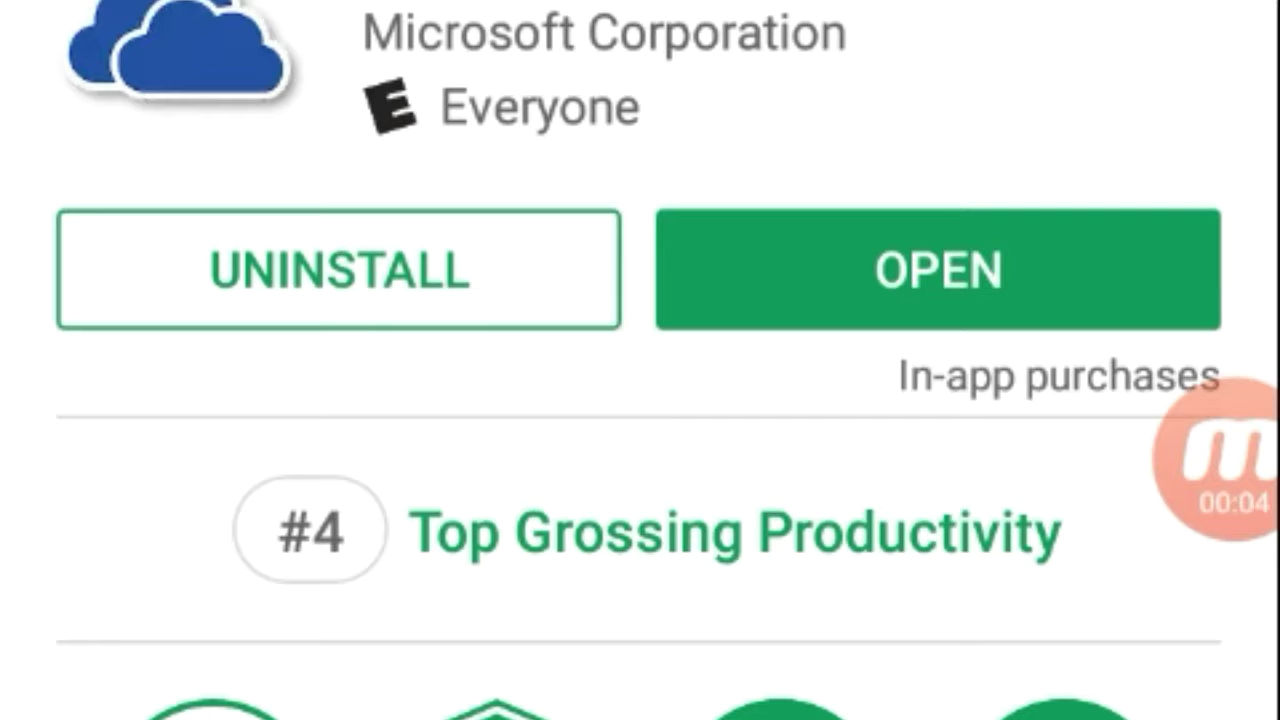 Microsoft Corporation
E Everyone
UNINSTALL
OPEN
In-app purchases
00:04
#4 Top Grossing Productivity